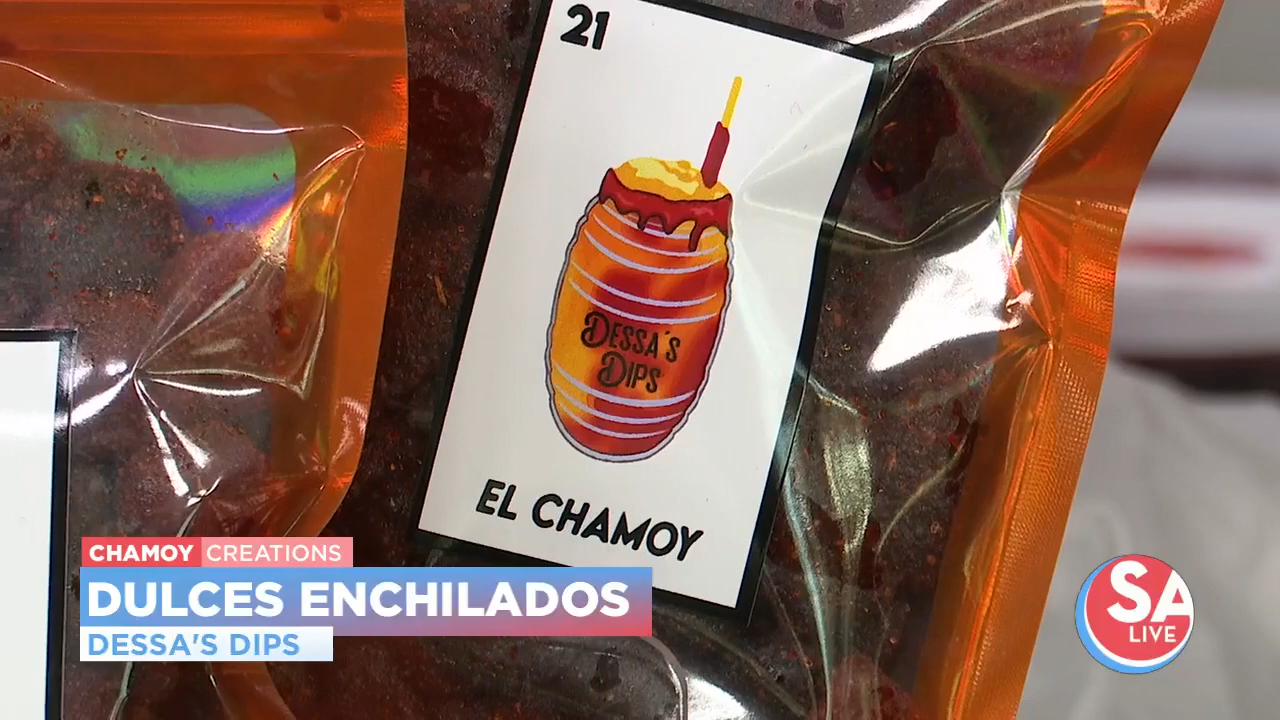 21
DESSA'S
DIPS
EL CHAMOY
CHAMOY CREATIONS
DULCES ENCHILADOS
DESSA'S DIPS
SA
LIVE